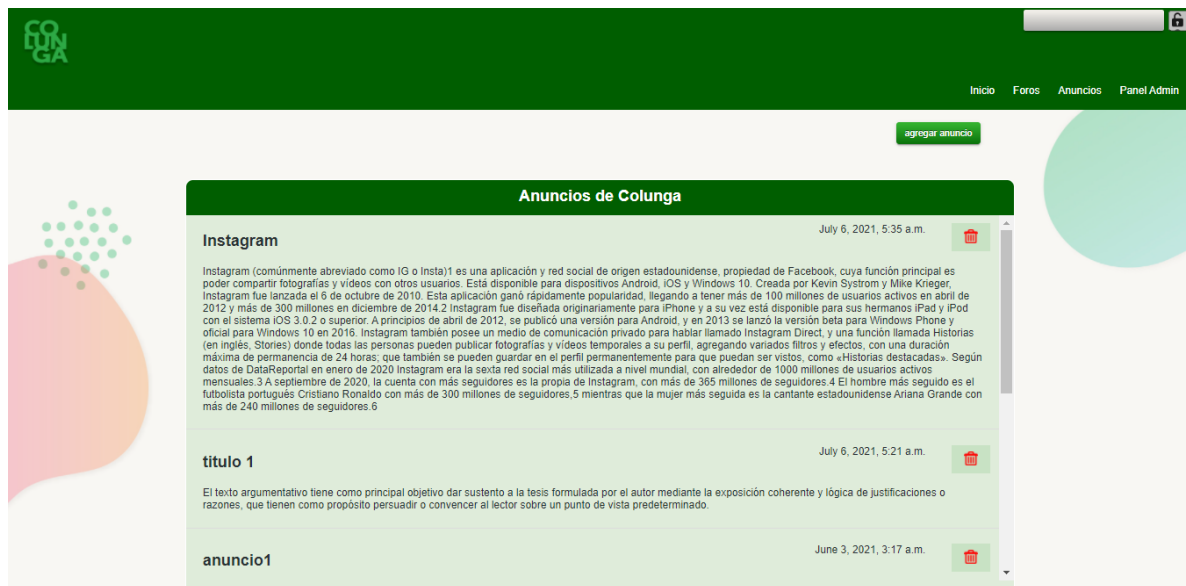 CO
LUN
GA
Inicio Foros Anuncios Panel Admin
agregar anuncio
Anuncios de Colunga
Instagram
July 6, 2021, 5:35 a.m.
Instagram (comúnmente abreviado como IG o Insta)1 es una aplicación y red social de origen estadounidense, propiedad de Facebook, cuya función principal es
poder compartir fotografías y vídeos con otros usuarios. Está disponible para dispositivos Android, iOS y Windows 10. Creada por Kevin Systrom y Mike Krieger,
Instagram fue lanzada el 6 de octubre de 2010. Esta aplicación ganó rápidamente popularidad, llegando a tener más de 100 millones de usuarios activos en abril de
2012 y más de 300 millones en diciembre de 2014.2 Instagram fue diseñada originariamente para iPhone y a su vez está disponible para sus hermanos iPad y iPod
con el sistema iOS 3.0.2 o superior. A principios de abril de 2012, se publicó una versión para Android, y en 2013 se lanzó la versión beta para Windows Phone y
oficial para Windows 10 en 2016. Instagram también posee un medio de comunicación privado para hablar llamado Instagram Direct, y una función llamada Historias
(en inglés, Stories) donde todas las personas pueden publicar fotografías y vídeos temporales a su perfil, agregando variados filtros y efectos, con una duración
máxima de permanencia de 24 horas; que también se pueden guardar en el perfil permanentemente para que puedan ser vistos, como «Historias destacadas». Según
datos de DataReportal en enero de 2020 Instagram era la sexta red social más utilizada a nivel mundial, con alrededor de 1000 millones de usuarios activos
mensuales.3 A septiembre de 2020, la cuenta con más seguidores es la propia de Instagram, con más de 365 millones de seguidores.4 El hombre más seguido es el
futbolista portugués Cristiano Ronaldo con más de 300 millones de seguidores,5 mientras que la mujer más seguida es la cantante estadounidense Ariana Grande con
más de 240 millones de seguidores.6
titulo 1
July 6, 2021, 5:21 a.m.
El texto argumentativo tiene como principal objetivo dar sustento a la tesis formulada por el autor mediante la exposición coherente y lógica de justificaciones o
razones, que tienen como propósito persuadir o convencer al lector sobre un punto de vista predeterminado.
anuncio1
June 3, 2021, 3:17 a.m.